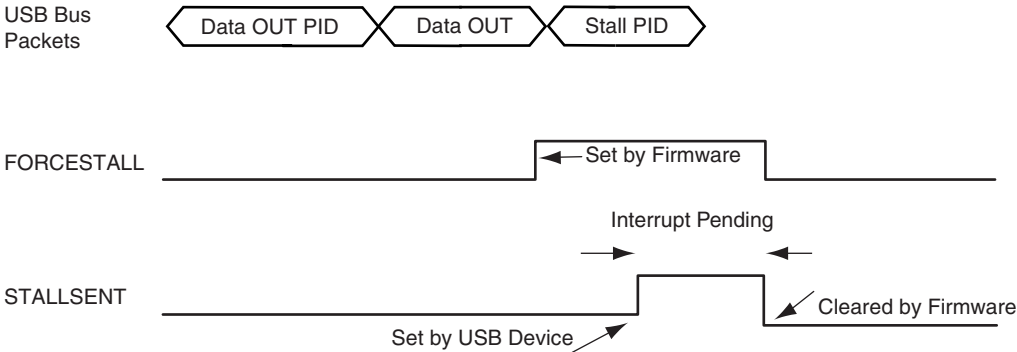 USB Bus
Packets
Data OUT PID
Data OUT
Stall PID
FORCESTALL
Set by Firmware
Interrupt Pending
STALLSENT
Cleared by Firmware
Set by USB Device